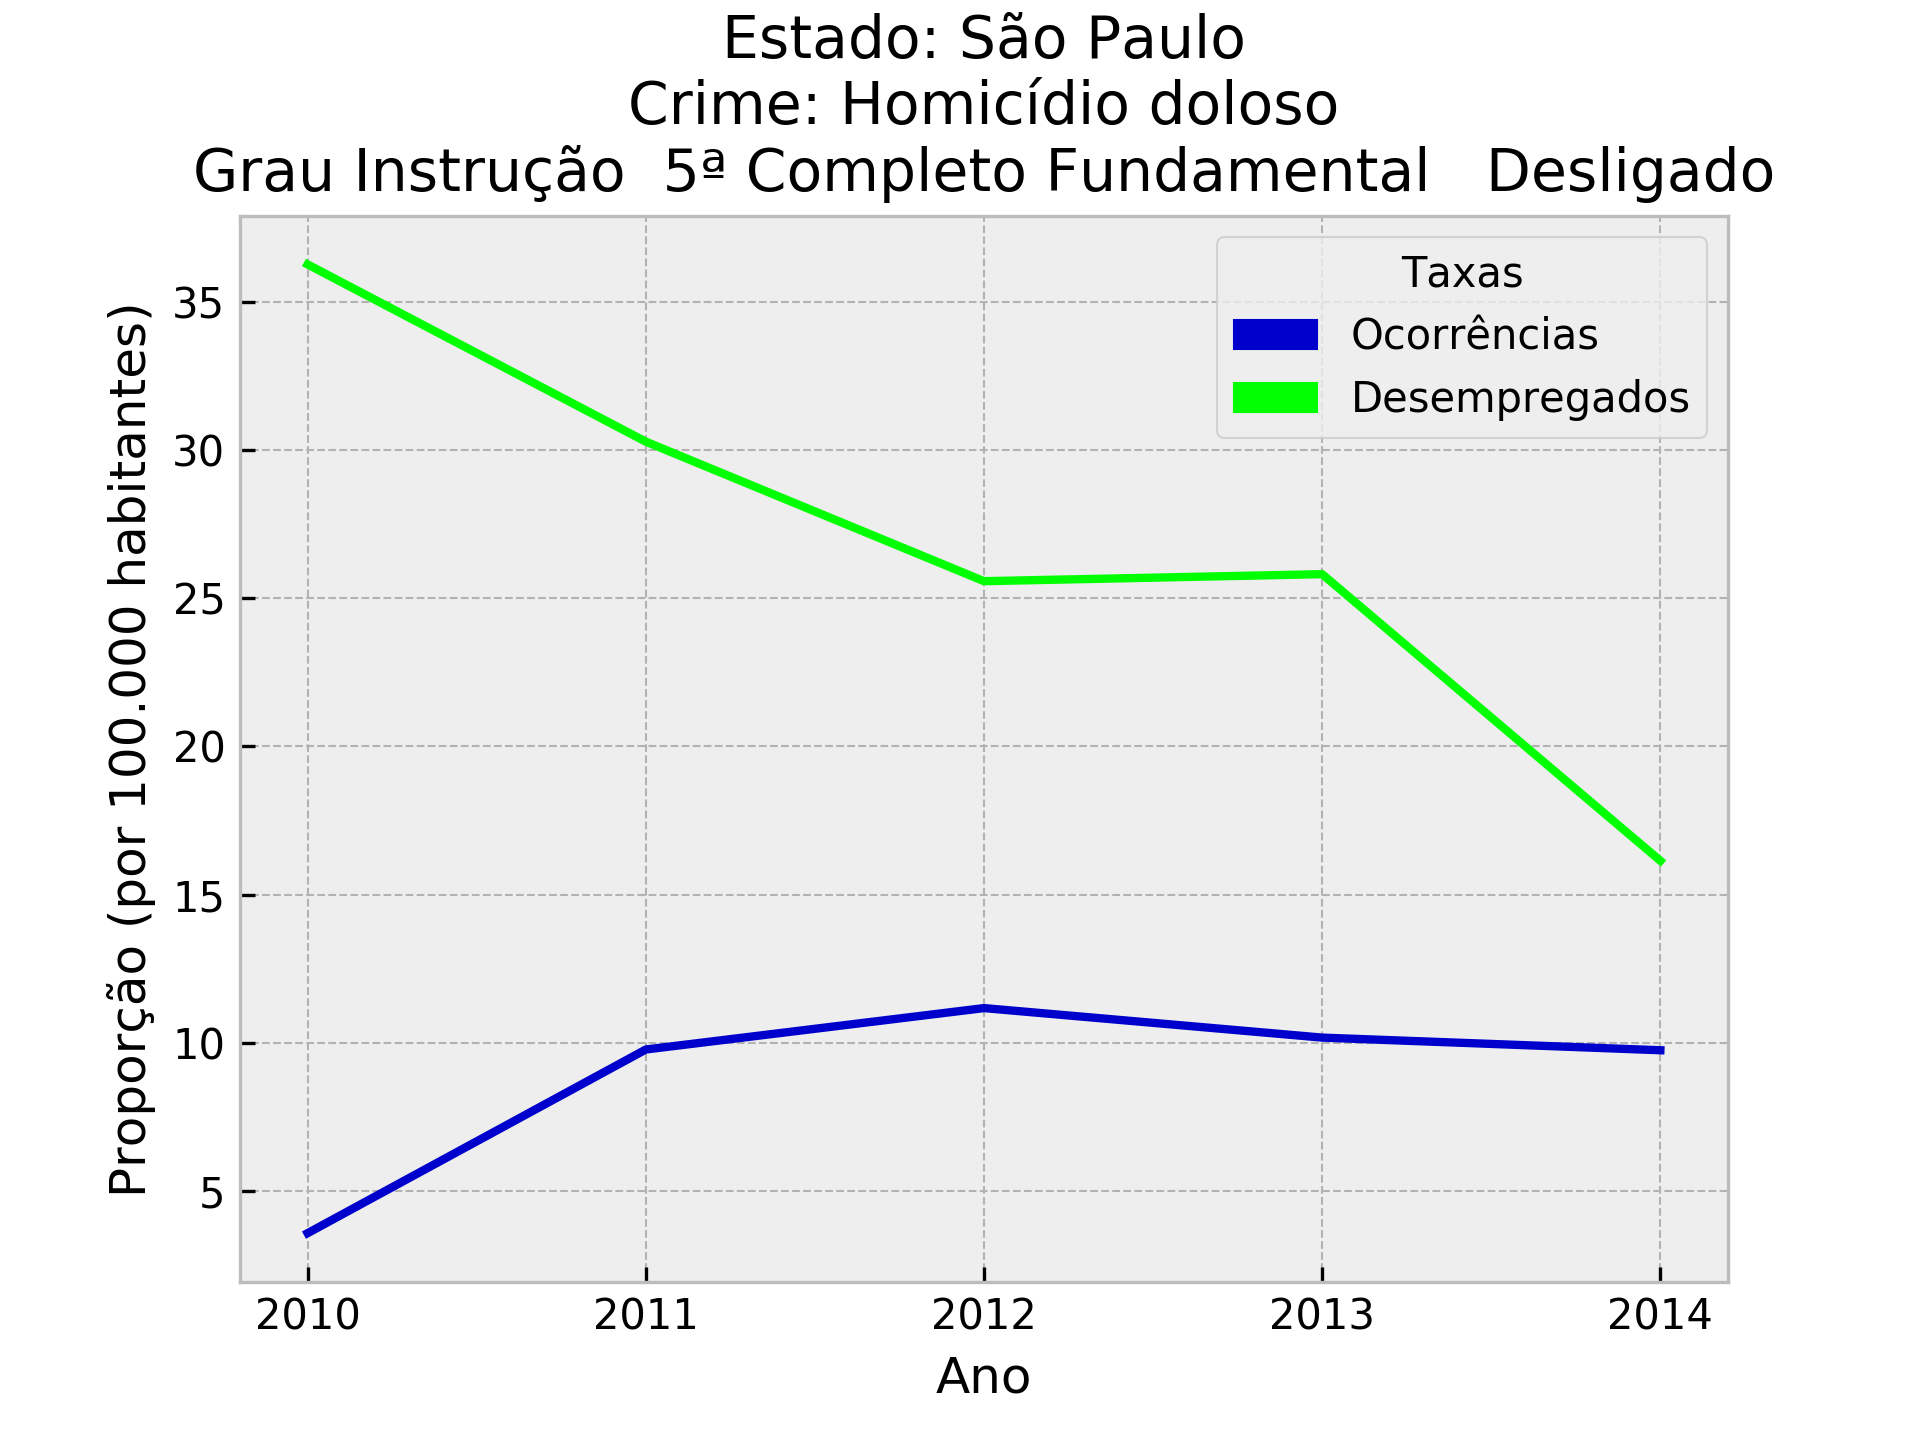 Estado: São Paulo
Crime: Homicídio doloso
Grau Instrução  5ª Completo Fundamental   Desligado
Taxas
Ocorrências
Desempregados
Proporção (por 100.000 habitantes)
35
30
25
20
15
10
5
2010 2011 2012 2013 2014
Ano